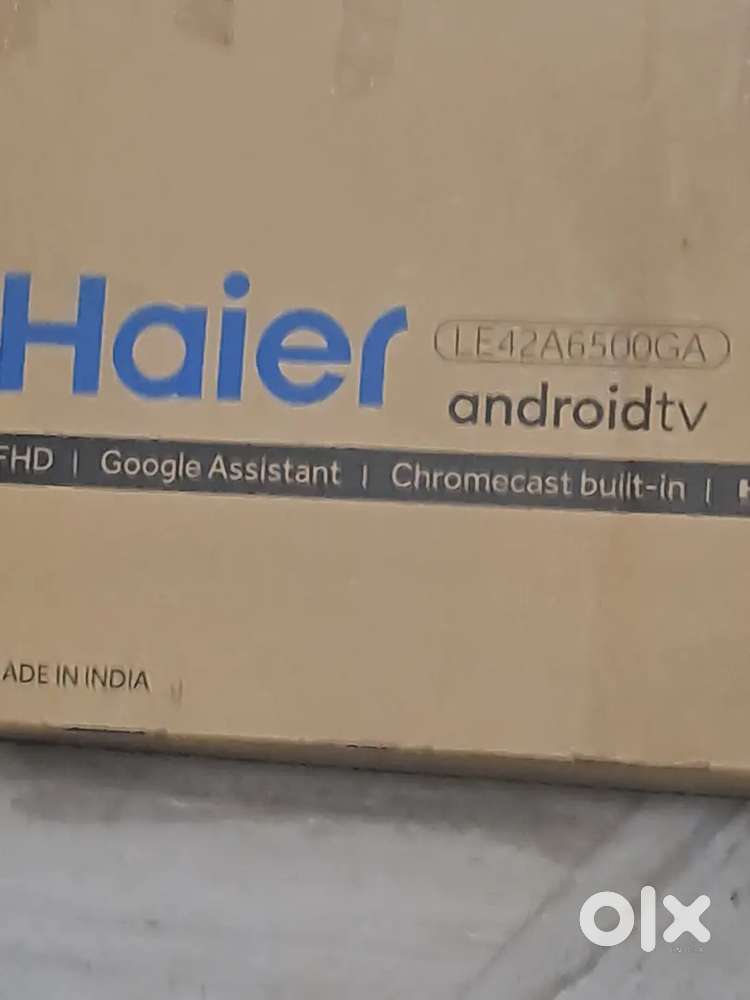 Haier LE42A6500GA
androidtv
FHD | Google Assistant | Chromecast built-in |
ADE IN INDIA
olx